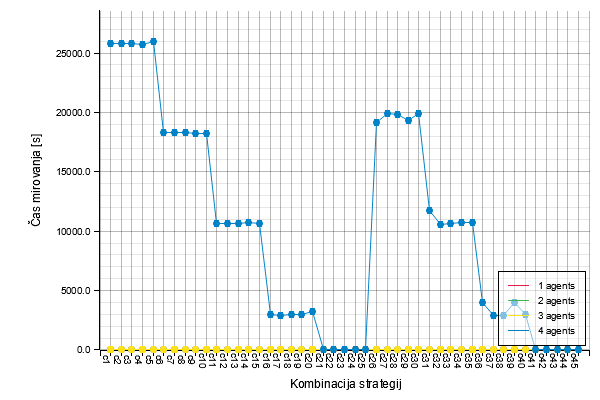 Čas mirovanja [s]
25000.0
20000.0
15000.0
10000.0
5000.0
0.0
1 agents
2 agents
3 agents
4 agents
c1
c2
c3
c4
c5
c6
c7
c8
c9
c10
c11
c12
c13
c14
c15
c16
c17
c18
c19
c20
c21
c22
c23
c24
c25
c26
c27
c28
c29
c30
c31
c32
c33
c34
c35
c36
c37
c38
c39
c40
c41
c42
c43
c44
c45
Kombinacija strategij